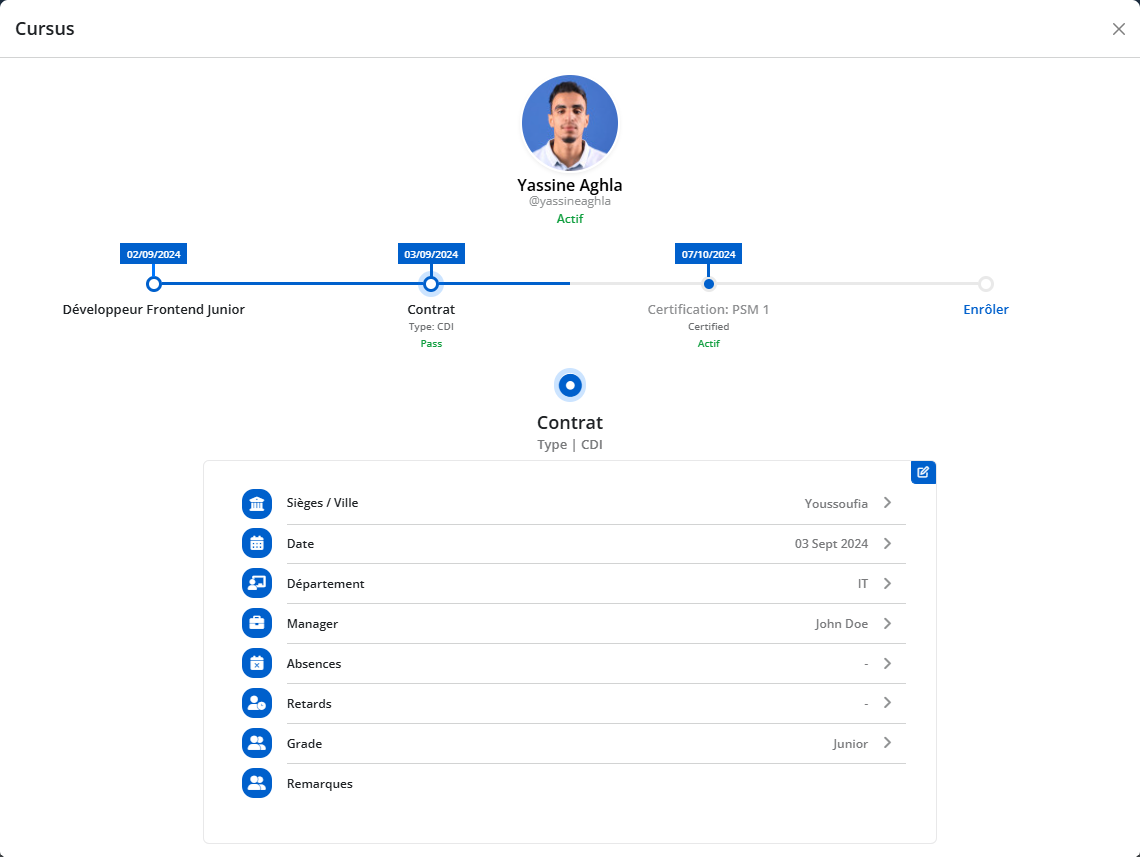 Cursus
Yassine Aghla
@yassineaghla
Actif
02/09/2024
Développeur Frontend Junior
03/09/2024
Contrat
Type: CDI
Pass
07/10/2024
Certification: PSM 1
Certified
Actif
Enrôler
Contrat
Type | CDI
Sièges / Ville Youssoufia
Date 03 Sept 2024
Département IT
Manager John Doe
Absences -
Retards -
Grade Junior
Remarques